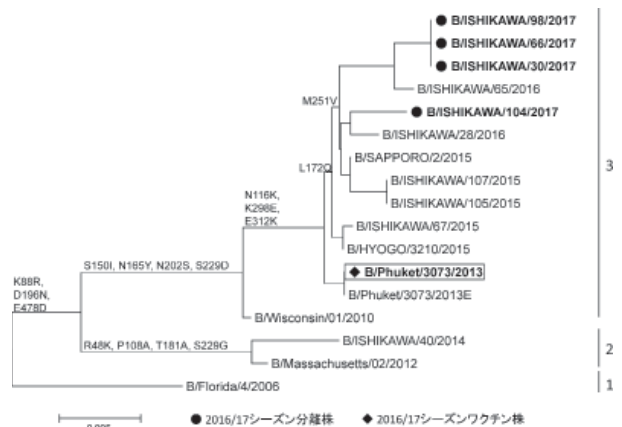 B/ISHIKAWA/98/2017
B/ISHIKAWA/66/2017
B/ISHIKAWA/30/2017
B/ISHIKAWA/65/2016
M251V
B/ISHIKAWA/104/2017
B/ISHIKAWA/28/2016
B/SAPPORO/2/2015
L172Q
B/ISHIKAWA/107/2015
B/ISHIKAWA/105/2015
3
N116K,
K298E,
E312K
B/ISHIKAWA/67/2015
B/HYOGO/3210/2015
S150I, N165Y, N202S, S229D
B/Phuket/3073/2013
K88R,
D196N,
E478D
B/Phuket/3073/2013E
B/Wisconsin/01/2010
R48K, P108A, T181A, S229G
B/ISHIKAWA/40/2014
2
B/Massachusetts/02/2012
B/Florida/4/2006
1
● 2016/17シーズン分離株 ◆ 2016/17シーズンワクチン株